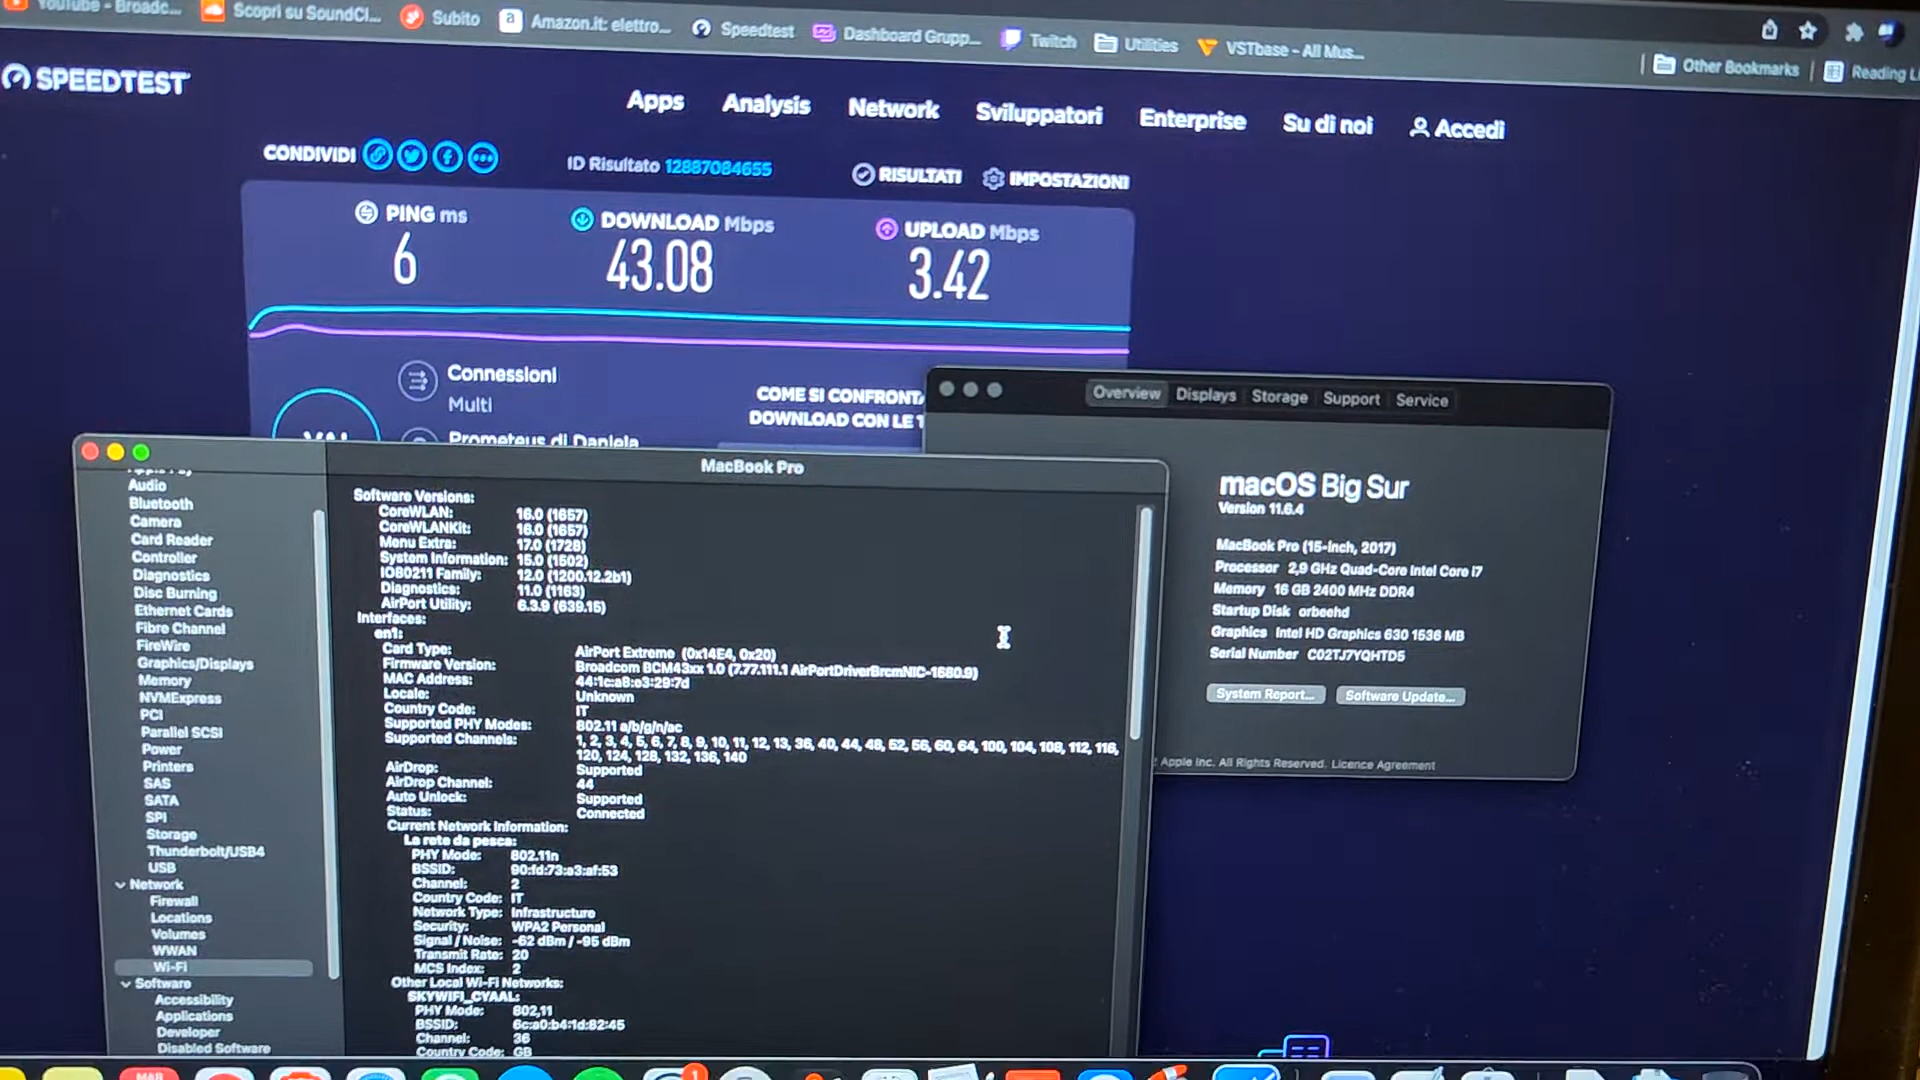 YouTube - Broadc...
Scopri su SoundCl...
Subito
Amazon.it: elettro...
Speedtest
Dashboard Grupp...
Twitch
Utilities
VSTbase - All Mus...
Other Bookmarks
Reading Li
SPEEDTEST
Apps
Analysis
Network
Sviluppatori
Enterprise
Su di noi
Accedi
CONDIVIDI
ID Risultato 12887084655
RISULTATI
IMPOSTAZIONI
PING ms
6
DOWNLOAD Mbps
43.08
UPLOAD Mbps
3.42
Connessioni
Multi
Prometeus di Daniela
COME SI CONFRONTA
DOWNLOAD CON LE T
Overview
Displays
Storage
Support
Service
macOS Big Sur
Version 11.6.4
MacBook Pro (15-inch, 2017)
Processor 2,9 GHz Quad-Core Intel Core i7
Memory 16 GB 2400 MHz DDR4
Startup Disk orbeehd
Graphics Intel HD Graphics 630 1536 MB
Serial Number C02TJ7YQHTD5
System Report...
Software Update...
Apple Inc. All Rights Reserved. Licence Agreement
MacBook Pro
Audio
Bluetooth
Camera
Card Reader
Controller
Diagnostics
Disc Burning
Ethernet Cards
Fibre Channel
FireWire
Graphics/Displays
Memory
NVMExpress
PCI
Parallel SCSI
Power
Printers
SAS
SATA
SPI
Storage
Thunderbolt/USB4
USB
Network
Firewall
Locations
Volumes
WWAN
Wi-Fi
Software
Accessibility
Applications
Developer
Disabled Software
Software Versions:
CoreWLAN: 16.0 (1657)
CoreWLANKit: 16.0 (1657)
Menu Extra: 17.0 (1728)
System Information: 15.0 (1502)
IO80211 Family: 12.0 (1200.12.2b1)
Diagnostics: 11.0 (1163)
AirPort Utility: 6.3.9 (639.15)
Interfaces:
en1:
Card Type: AirPort Extreme (0x14E4, 0x20)
Firmware Version: Broadcom BCM43xx 1.0 (7.77.111.1 AirPortDriverBrcmNIC-1680.9)
MAC Address: 44:1c:a8:e3:29:7d
Locale: Unknown
Country Code: IT
Supported PHY Modes: 802.11 a/b/g/n/ac
Supported Channels: 1, 2, 3, 4, 5, 6, 7, 8, 9, 10, 11, 12, 13, 36, 40, 44, 48, 52, 56, 60, 64, 100, 104, 108, 112, 116,
120, 124, 128, 132, 136, 140
AirDrop: Supported
AirDrop Channel: 44
Auto Unlock: Supported
Status: Connected
Current Network Information:
La rete da pesca:
PHY Mode: 802.11n
BSSID: 90:fd:73:a3:af:53
Channel: 2
Country Code: IT
Network Type: Infrastructure
Security: WPA2 Personal
Signal / Noise: -62 dBm / -95 dBm
Transmit Rate: 20
MCS Index: 2
Other Local Wi-Fi Networks:
SKYWIFI_CYAAL:
PHY Mode: 802.11
BSSID: 6c:a0:b4:1d:82:45
Channel: 36
Country Code: GB
MAR
1